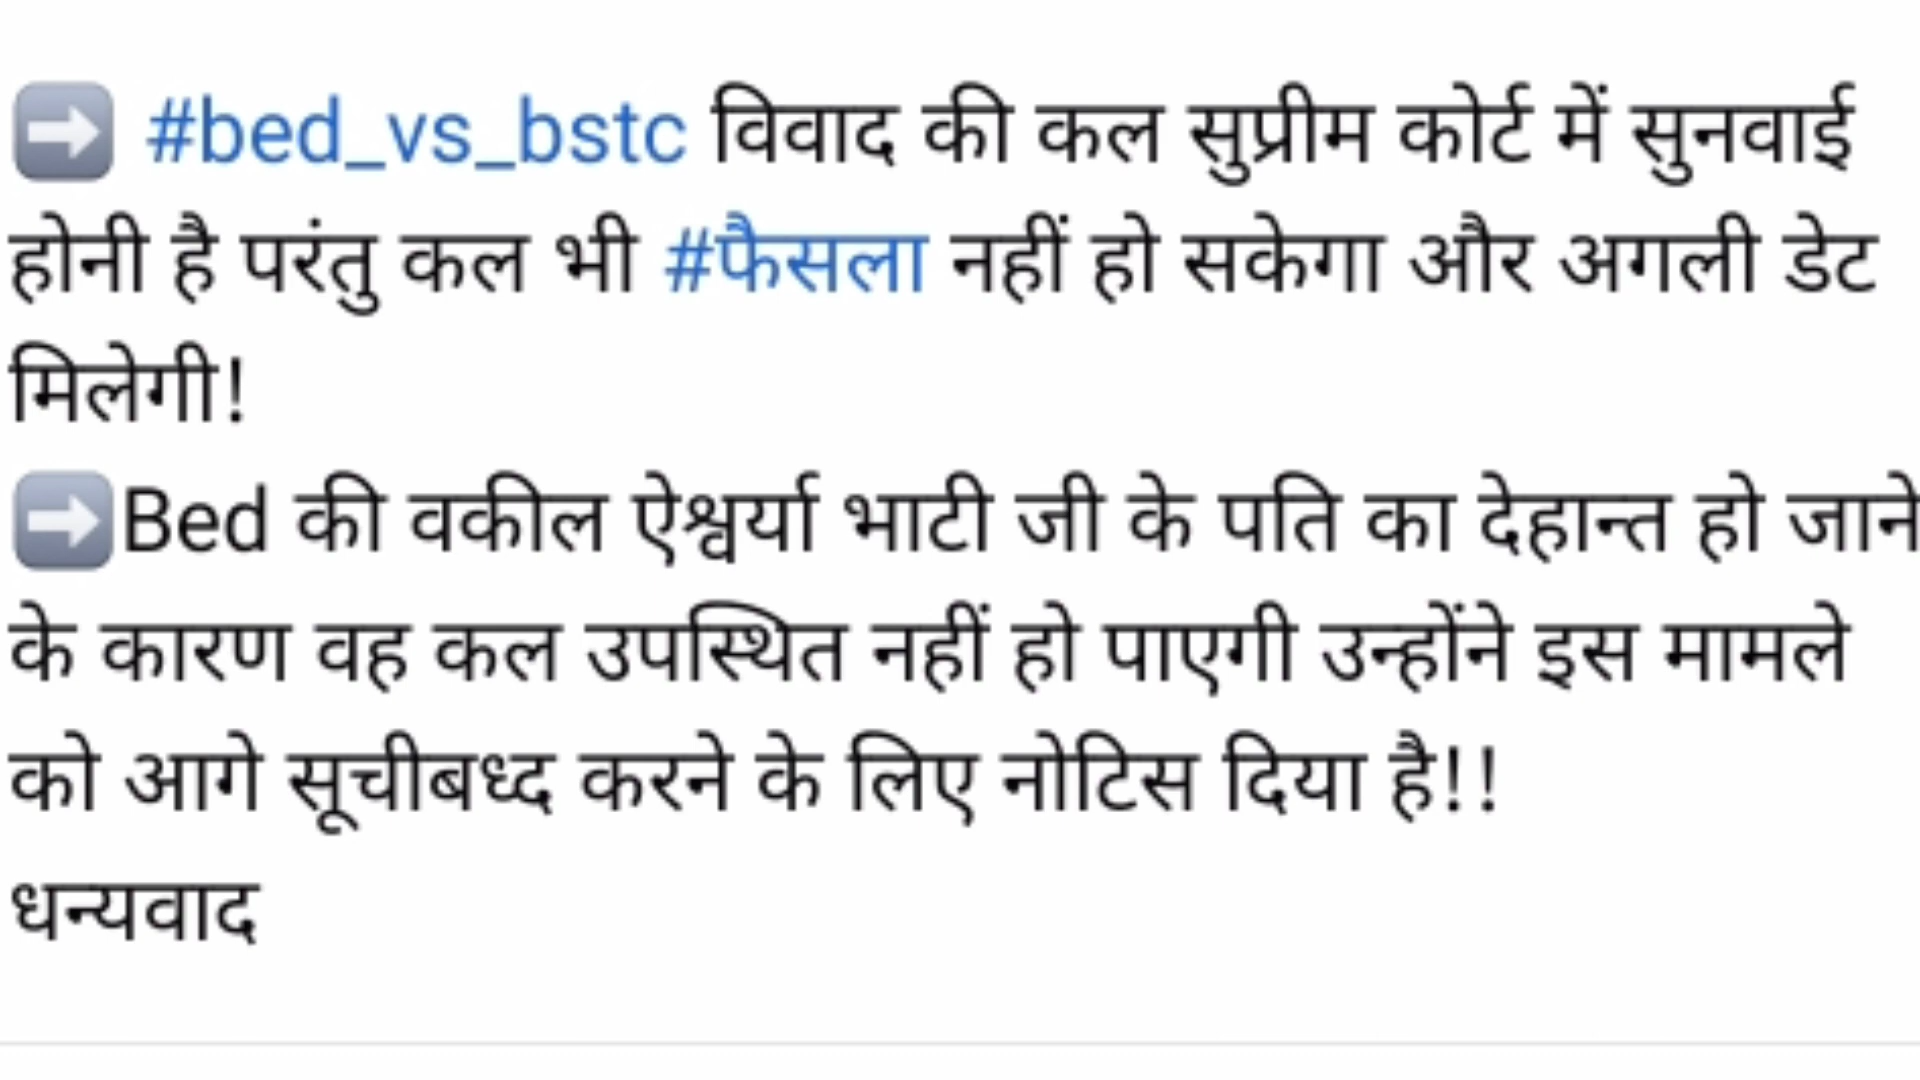 ➡️ #bed_vs_bstc विवाद की कल सुप्रीम कोर्ट में सुनवाई
होनी है परंतु कल भी #फैसला नहीं हो सकेगा और अगली डेट
मिलेगी!
➡️Bed की वकील ऐश्वर्या भाटी जी के पति का देहान्त हो जाने
के कारण वह कल उपस्थित नहीं हो पाएगी उन्होंने इस मामले
को आगे सूचीबध्द करने के लिए नोटिस दिया है!!
धन्यवाद